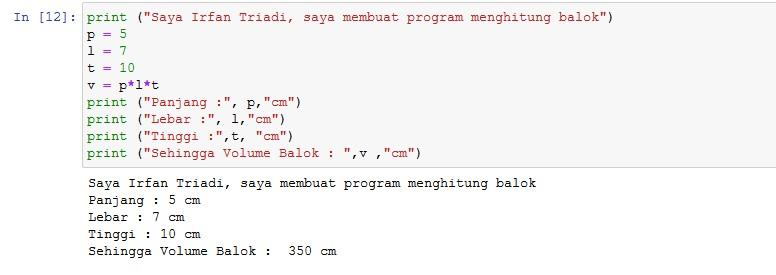 In [12]: print ("Saya Irfan Triadi, saya membuat program menghitung balok")
p = 5
l = 7
t = 10
v = p*l*t
print ("Panjang :", p,"cm")
print ("Lebar :", l,"cm")
print ("Tinggi :",t, "cm")
print ("Sehingga Volume Balok : ",v ,"cm")
Saya Irfan Triadi, saya membuat program menghitung balok
Panjang : 5 cm
Lebar : 7 cm
Tinggi : 10 cm
Sehingga Volume Balok :  350 cm